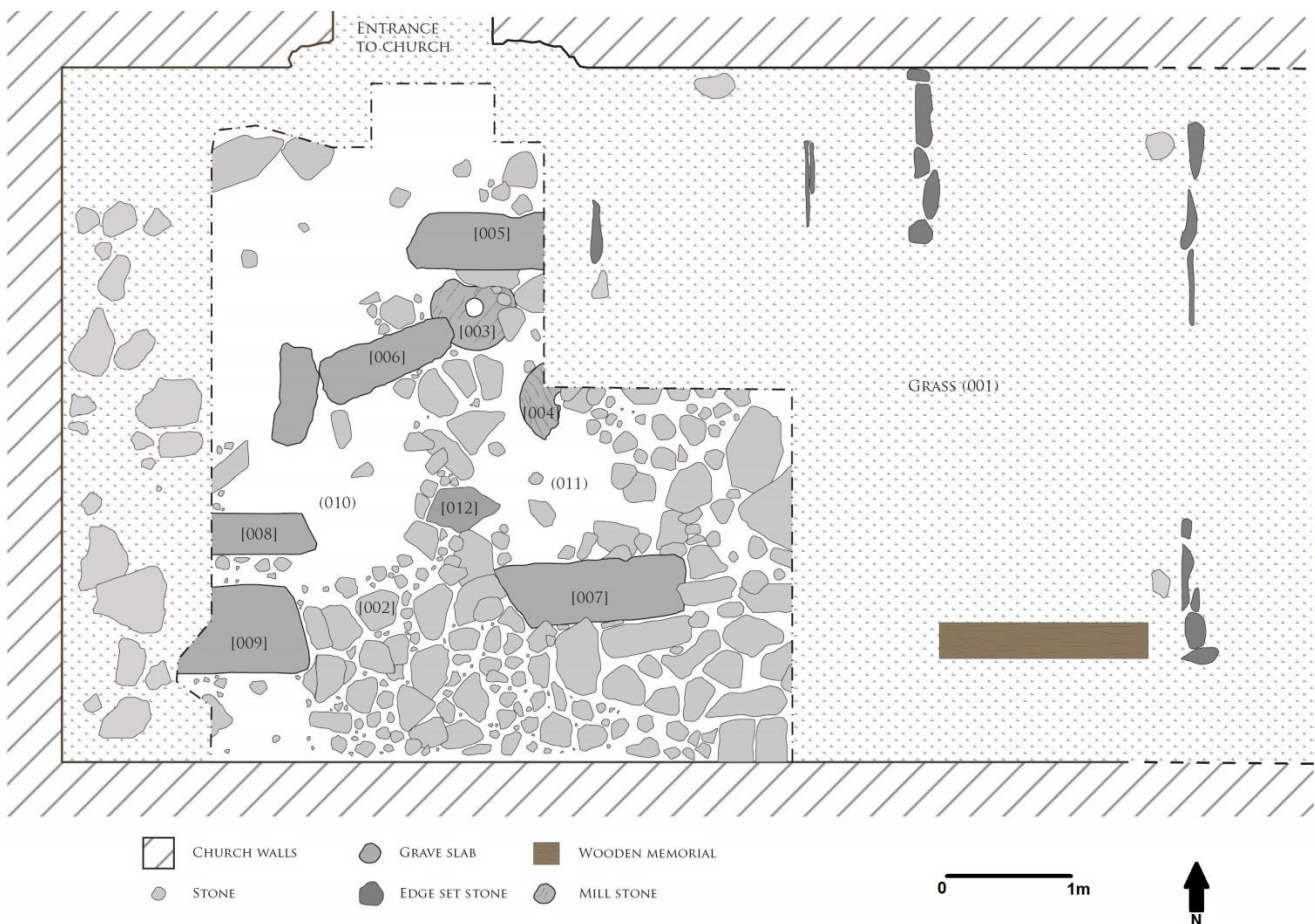 ENTRANCE
TO CHURCH
[005]
[003]
[006]
GRASS (001)
[004]
(010)
(011)
[012]
[008]
[007]
[002]
[009]
CHURCH WALLS
GRAVE SLAB
WOODEN MEMORIAL
STONE
EDGE SET STONE
MILL STONE
0 1m
N